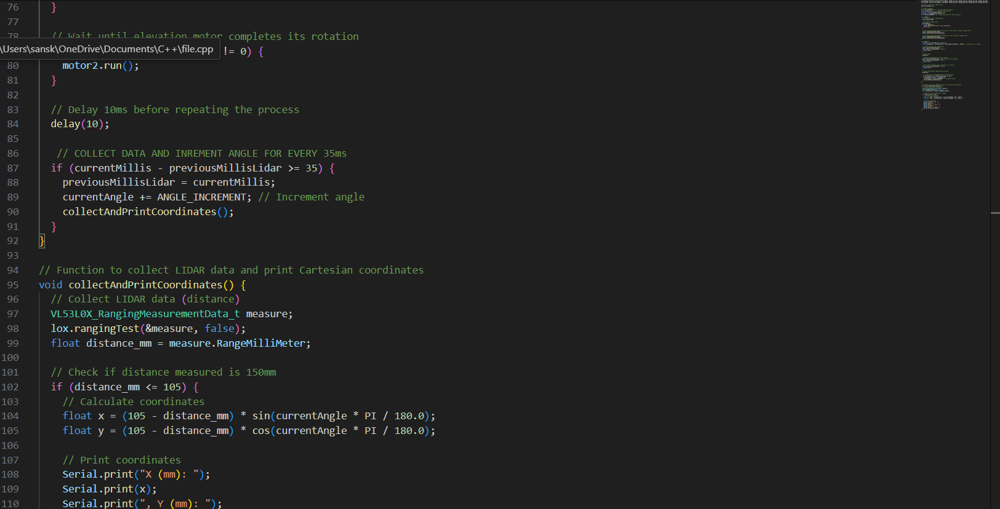 76 }
77
78 // Wait until elevation motor completes its rotation
\Users\sansk\OneDrive\Documents\C++\file.cpp != 0) {
80 motor2.run();
81 }
82
83 // Delay 10ms before repeating the process
84 delay(10);
85
86 // COLLECT DATA AND INREMENT ANGLE FOR EVERY 35ms
87 if (currentMillis - previousMillisLidar >= 35) {
88 previousMillisLidar = currentMillis;
89 currentAngle += ANGLE_INCREMENT; // Increment angle
90 collectAndPrintCoordinates();
91 }
92 }
93
94 // Function to collect LIDAR data and print Cartesian coordinates
95 void collectAndPrintCoordinates() {
96 // Collect LIDAR data (distance)
97 VL53L0X_RangingMeasurementData_t measure;
98 lox.rangingTest(&measure, false);
99 float distance_mm = measure.RangeMilliMeter;
100
101 // Check if distance measured is 150mm
102 if (distance_mm <= 105) {
103 // Calculate coordinates
104 float x = (105 - distance_mm) * sin(currentAngle * PI / 180.0);
105 float y = (105 - distance_mm) * cos(currentAngle * PI / 180.0);
106
107 // Print coordinates
108 Serial.print("X (mm): ");
109 Serial.print(x);
110 Serial.print(", Y (mm): ");